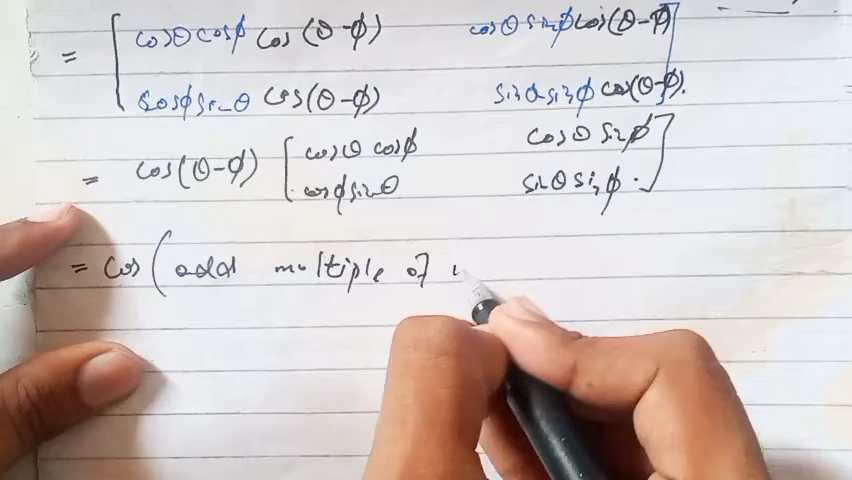 = [ cosθ cosϕ cos (θ-ϕ) cosθ sinϕ cos(θ-ϕ)
cosϕ sinθ cos(θ-ϕ) sinθ sinϕ cos(θ-ϕ). ]
= cos(θ-ϕ) [ cosθ cosϕ cosθ sinϕ
cosϕ sinθ sinθ sinϕ . ]
= cos ( odd multiple of